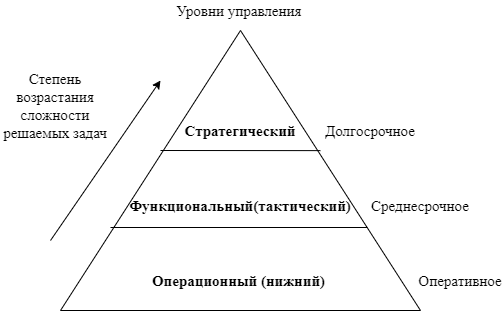 Уровни управления
Степень
возрастания
сложности
решаемых задач
Стратегический
Долгосрочное
Функциональный(тактический)
Среднесрочное
Операционный (нижний)
Оперативное